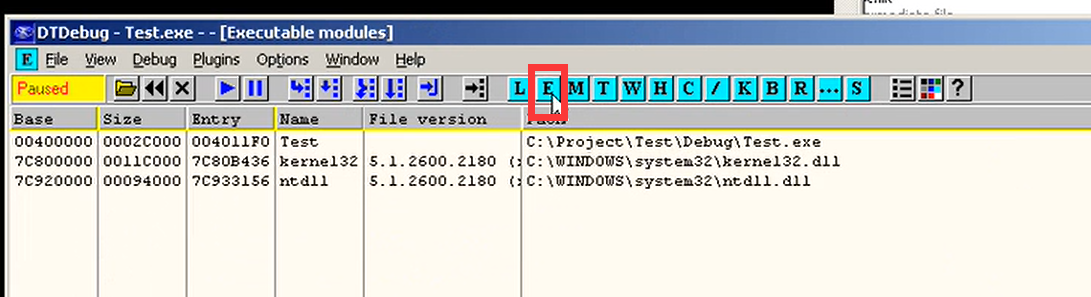 DTDebug - Test.exe - - [Executable modules]
E File View Debug Plugins Options Window Help
Paused L E M T W H C / K B R ... S ?
Base Size Entry Name File version
00400000 0002C000 004011F0 Test C:\Project\Test\Debug\Test.exe
7C800000 0011C000 7C80B436 kernel32 5.1.2600.2180 (x C:\WINDOWS\system32\kernel32.dll
7C920000 00094000 7C933156 ntdll 5.1.2600.2180 (x C:\WINDOWS\system32\ntdll.dll